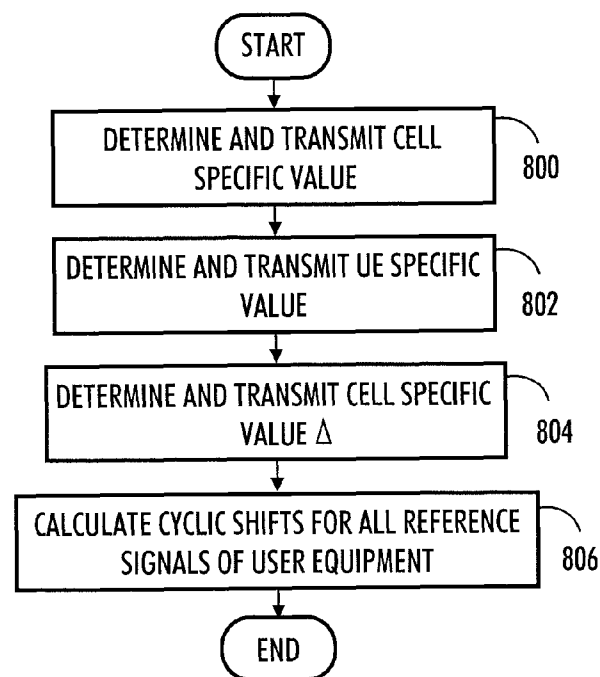 START
DETERMINE AND TRANSMIT CELL
SPECIFIC VALUE
800
DETERMINE AND TRANSMIT UE SPECIFIC
VALUE
802
DETERMINE AND TRANSMIT CELL SPECIFIC
VALUE Δ
804
CALCULATE CYCLIC SHIFTS FOR ALL REFERENCE
SIGNALS OF USER EQUIPMENT
806
END